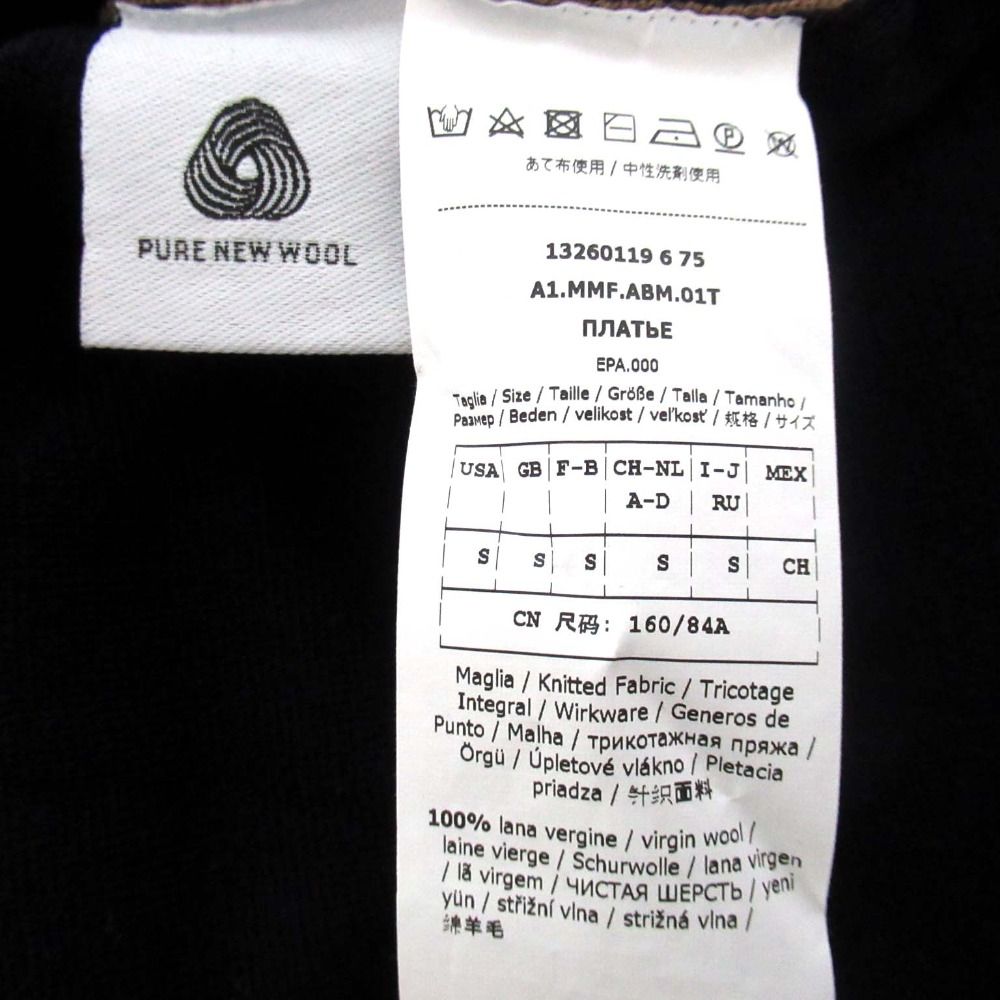 PURE NEW WOOL
P
W
あて布使用 / 中性洗剤使用
13260119 6 75
A1.MMF.ABM.01T
ПЛАТЬЕ
EPA.000
Taglia / Size / Taille / Größe / Talla / Tamanho /
Размер / Beden / velikost / veľkosť / 规格 / サイズ
USA GB F-B CH-NL I-J MEX
A-D RU
S S S S S CH
CN 尺码: 160/84A
Maglia / Knitted Fabric / Tricotage
Integral / Wirkware / Generos de
Punto / Malha / трикотажная пряжа /
Örgü / Úpletové vlákno / Pletacia
priadza / 针织面料
100% lana vergine / virgin wool /
laine vierge / Schurwolle / lana virgen
/ lã virgem / ЧИСТАЯ ШЕРСТЬ / yeni
yün / střižní vlna / strižná vlna /
绵羊毛